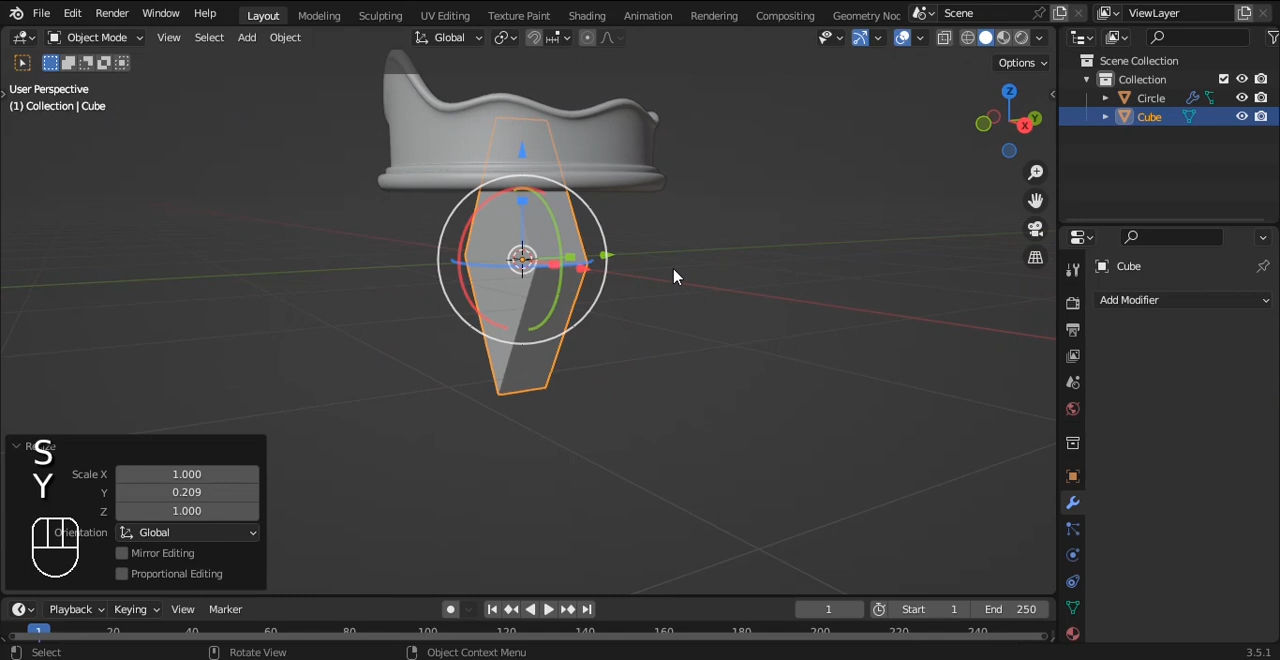 File Edit Render Window Help Layout Modeling Sculpting UV Editing Texture Paint Shading Animation Rendering Compositing Geometry Noc Scene ViewLayer
Object Mode View Select Add Object Global
Options
User Perspective
(1) Collection | Cube
Z
Y
X
Scene Collection
Collection
Circle
Cube
Cube
Add Modifier
S
Y
Scale X 1.000
Y 0.209
Z 1.000
Orientation Global
Mirror Editing
Proportional Editing
Playback Keying View Marker 1 Start 1 End 250
1 20 40 60 80 100 120 140 160 180 200 220 240
Select Rotate View Object Context Menu 3.5.1